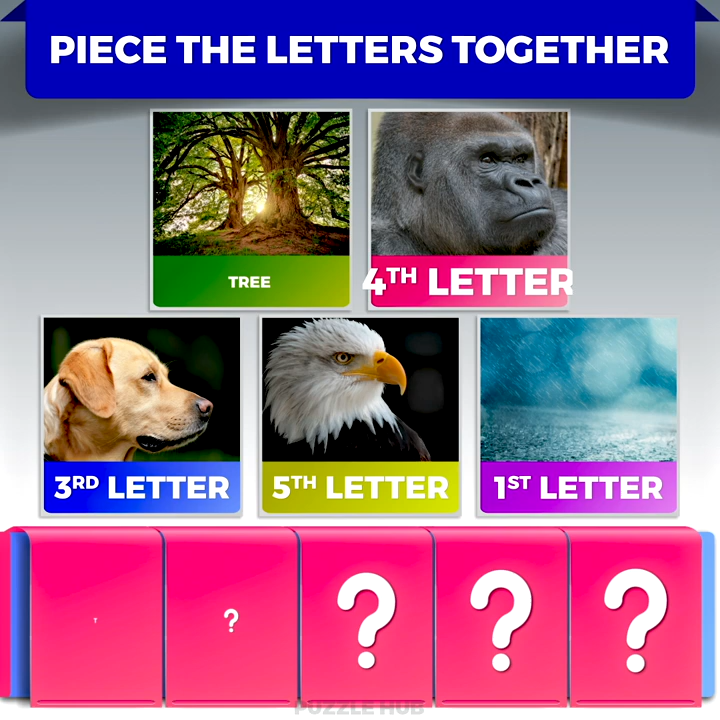 PIECE THE LETTERS TOGETHER
TREE
4TH LETTER
3RD LETTER
5TH LETTER
1ST LETTER
T ? ? ? ?
PUZZLE HUB